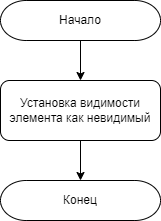 Начало
Установка видимости
элемента как невидимый
Конец